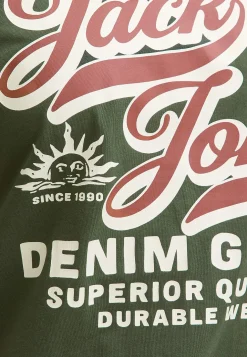 Jack
Jo
SINCE 1990
DENIM G
SUPERIOR QU
DURABLE WE